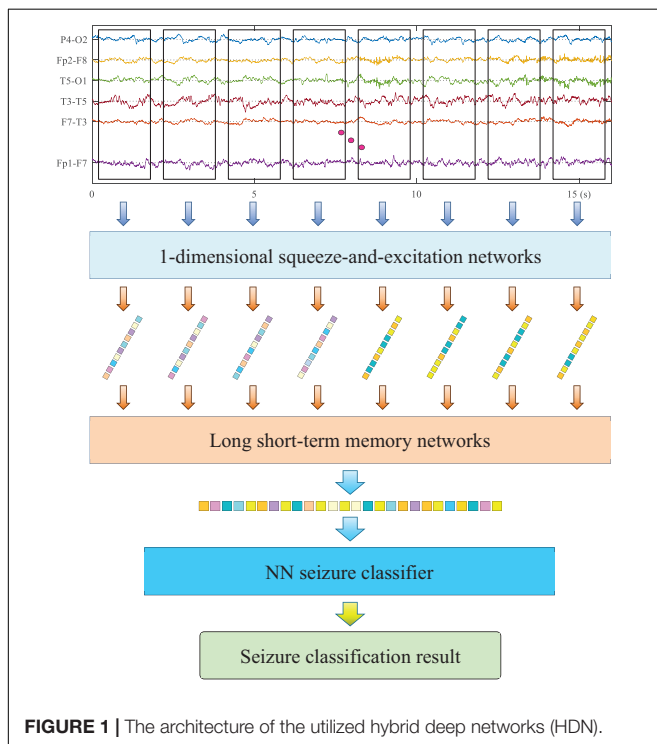 P4-O2
Fp2-F8
T5-O1
T3-T5
F7-T3
Fp1-F7
0 5 10 15 (s)
1-dimensional squeeze-and-excitation networks
Long short-term memory networks
NN seizure classifier
Seizure classification result
FIGURE 1 | The architecture of the utilized hybrid deep networks (HDN).